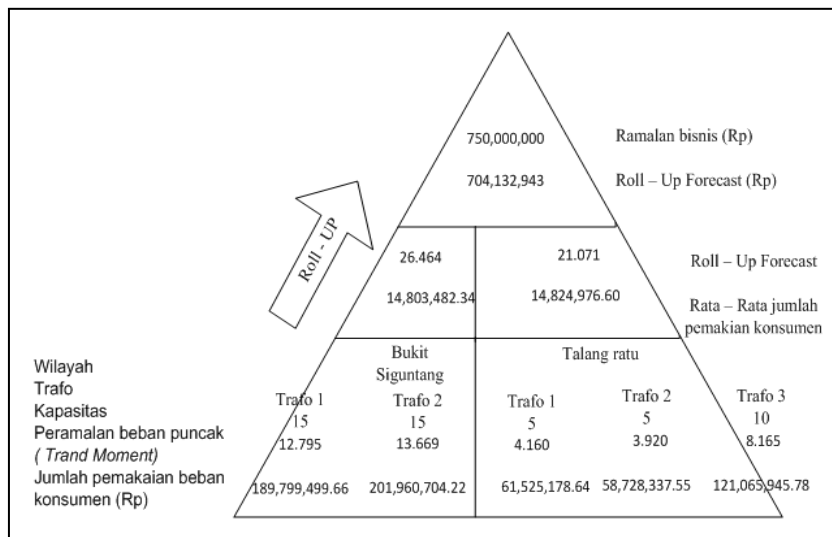 750,000,000 Ramalan bisnis (Rp)
704,132,943 Roll – Up Forecast (Rp)
Roll - UP
26.464 21.071 Roll – Up Forecast
14,803,482.34 14,824,976.60 Rata – Rata jumlah
pemakian konsumen
Wilayah Bukit Siguntang Talang ratu
Trafo Trafo 1 Trafo 2 Trafo 1 Trafo 2 Trafo 3
Kapasitas 15 15 5 5 10
Peramalan beban puncak 12.795 13.669 4.160 3.920 8.165
( Trand Moment)
Jumlah pemakaian beban
konsumen (Rp) 189,799,499.66 201,960,704.22 61,525,178.64 58,728,337.55 121,065,945.78